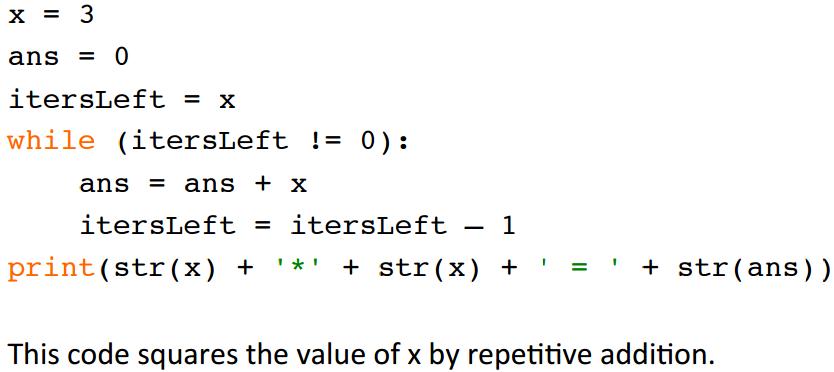 x = 3
ans = 0
itersLeft = x
while (itersLeft != 0):
    ans = ans + x
    itersLeft = itersLeft – 1
print(str(x) + '*' + str(x) + ' = ' + str(ans))
This code squares the value of x by repetitive addition.